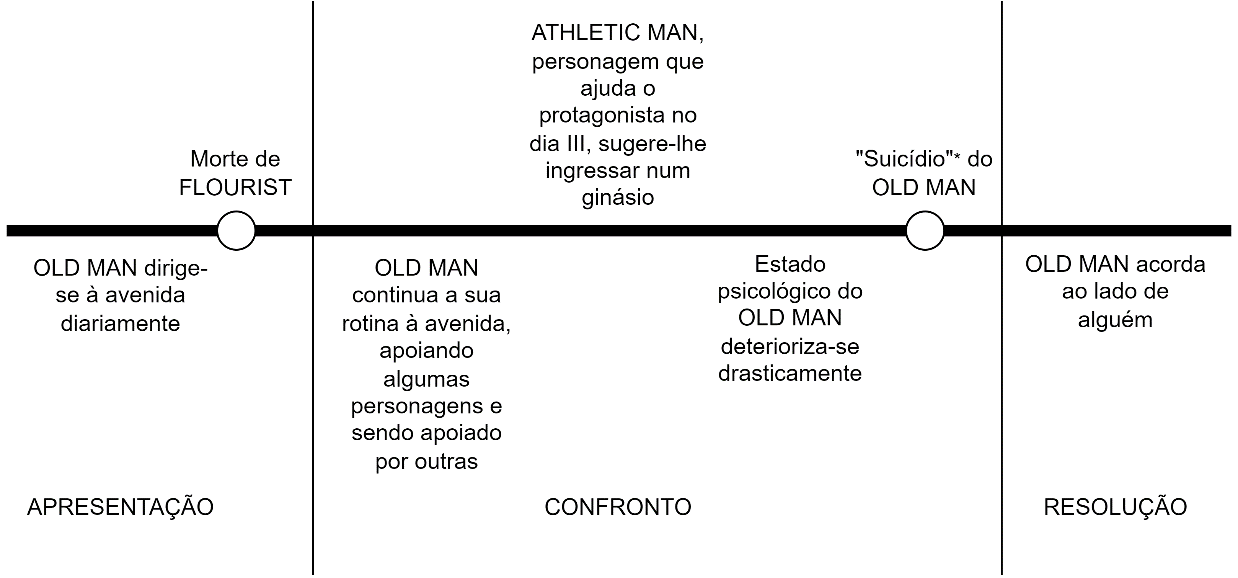 Morte de
FLOURIST
OLD MAN dirige-
se à avenida
diariamente
APRESENTAÇÃO
ATHLETIC MAN,
personagem que
ajuda o
protagonista no
dia III, sugere-lhe
ingressar num
ginásio
"Suicídio"* do
OLD MAN
OLD MAN
continua a sua
rotina à avenida,
apoiando
algumas
personagens e
sendo apoiado
por outras
Estado
psicológico do
OLD MAN
deterioriza-se
drasticamente
CONFRONTO
OLD MAN acorda
ao lado de
alguém
RESOLUÇÃO